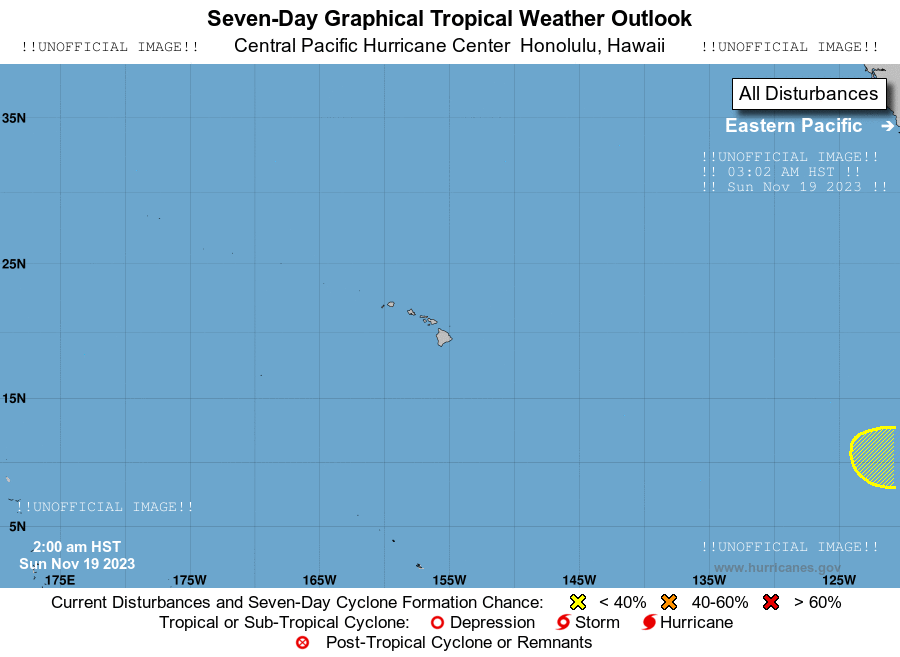 Seven-Day Graphical Tropical Weather Outlook
!!UNOFFICIAL IMAGE!! Central Pacific Hurricane Center Honolulu, Hawaii !!UNOFFICIAL IMAGE!!
All Disturbances
35N
Eastern Pacific →
!!UNOFFICIAL IMAGE!!
!! 03:02 AM HST !!
!! Sun Nov 19 2023 !!
25N
15N
!!UNOFFICIAL IMAGE!!
5N
2:00 am HST
Sun Nov 19 2023
!!UNOFFICIAL IMAGE!!
www.hurricanes.gov
175E 175W 165W 155W 145W 135W 125W
Current Disturbances and Seven-Day Cyclone Formation Chance: < 40% 40-60% > 60%
Tropical or Sub-Tropical Cyclone: Depression Storm Hurricane
Post-Tropical Cyclone or Remnants